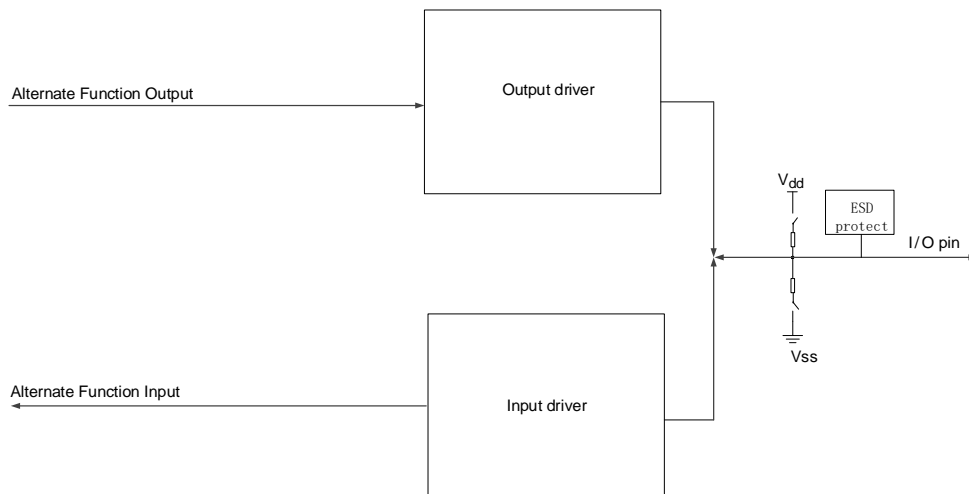 Alternate Function Output
Output driver
Vdd
ESD
protect
I/O pin
Vss
Alternate Function Input
Input driver